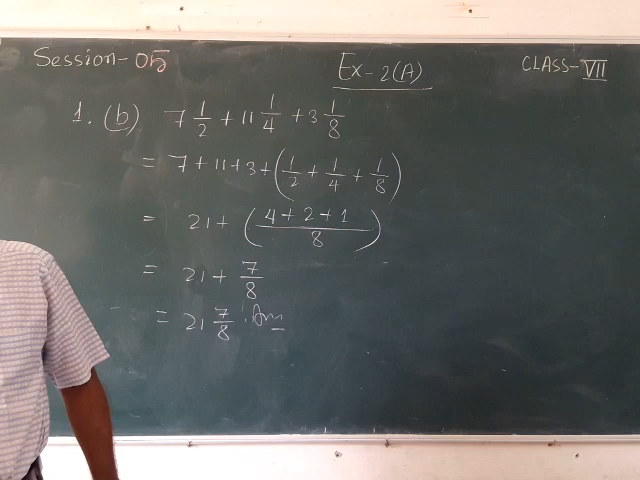 Session-05
Ex-2(A)
CLASS-VII
1. (b) 7 1/2 + 11 1/4 + 3 1/8
= 7+11+3+(1/2 + 1/4 + 1/8)
= 21 + ((4+2+1)/8)
= 21 + 7/8
= 21 7/8 . Ans